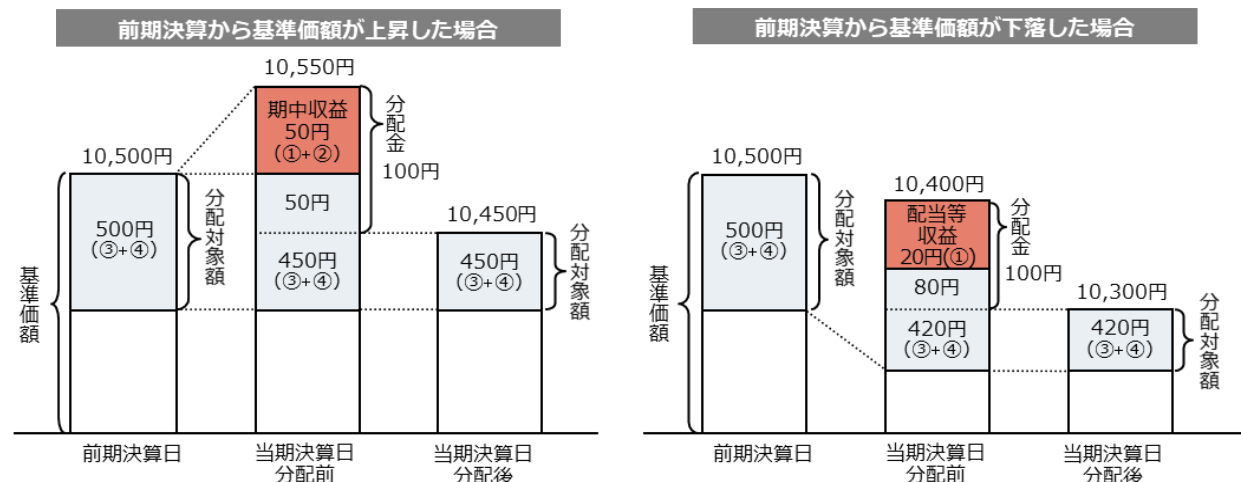 前期決算から基準価額が上昇した場合
10,550円
期中収益
50円
(①+②)
分配金
100円
10,500円
500円
(③+④)
分配対象額
50円
450円
(③+④)
10,450円
450円
(③+④)
分配対象額
基準価額
前期決算日
当期決算日
分配前
当期決算日
分配後
前期決算から基準価額が下落した場合
10,500円
500円
(③+④)
分配対象額
10,400円
配当等
収益
20円(①)
分配金
100円
80円
420円
(③+④)
10,300円
420円
(③+④)
分配対象額
基準価額
前期決算日
当期決算日
分配前
当期決算日
分配後